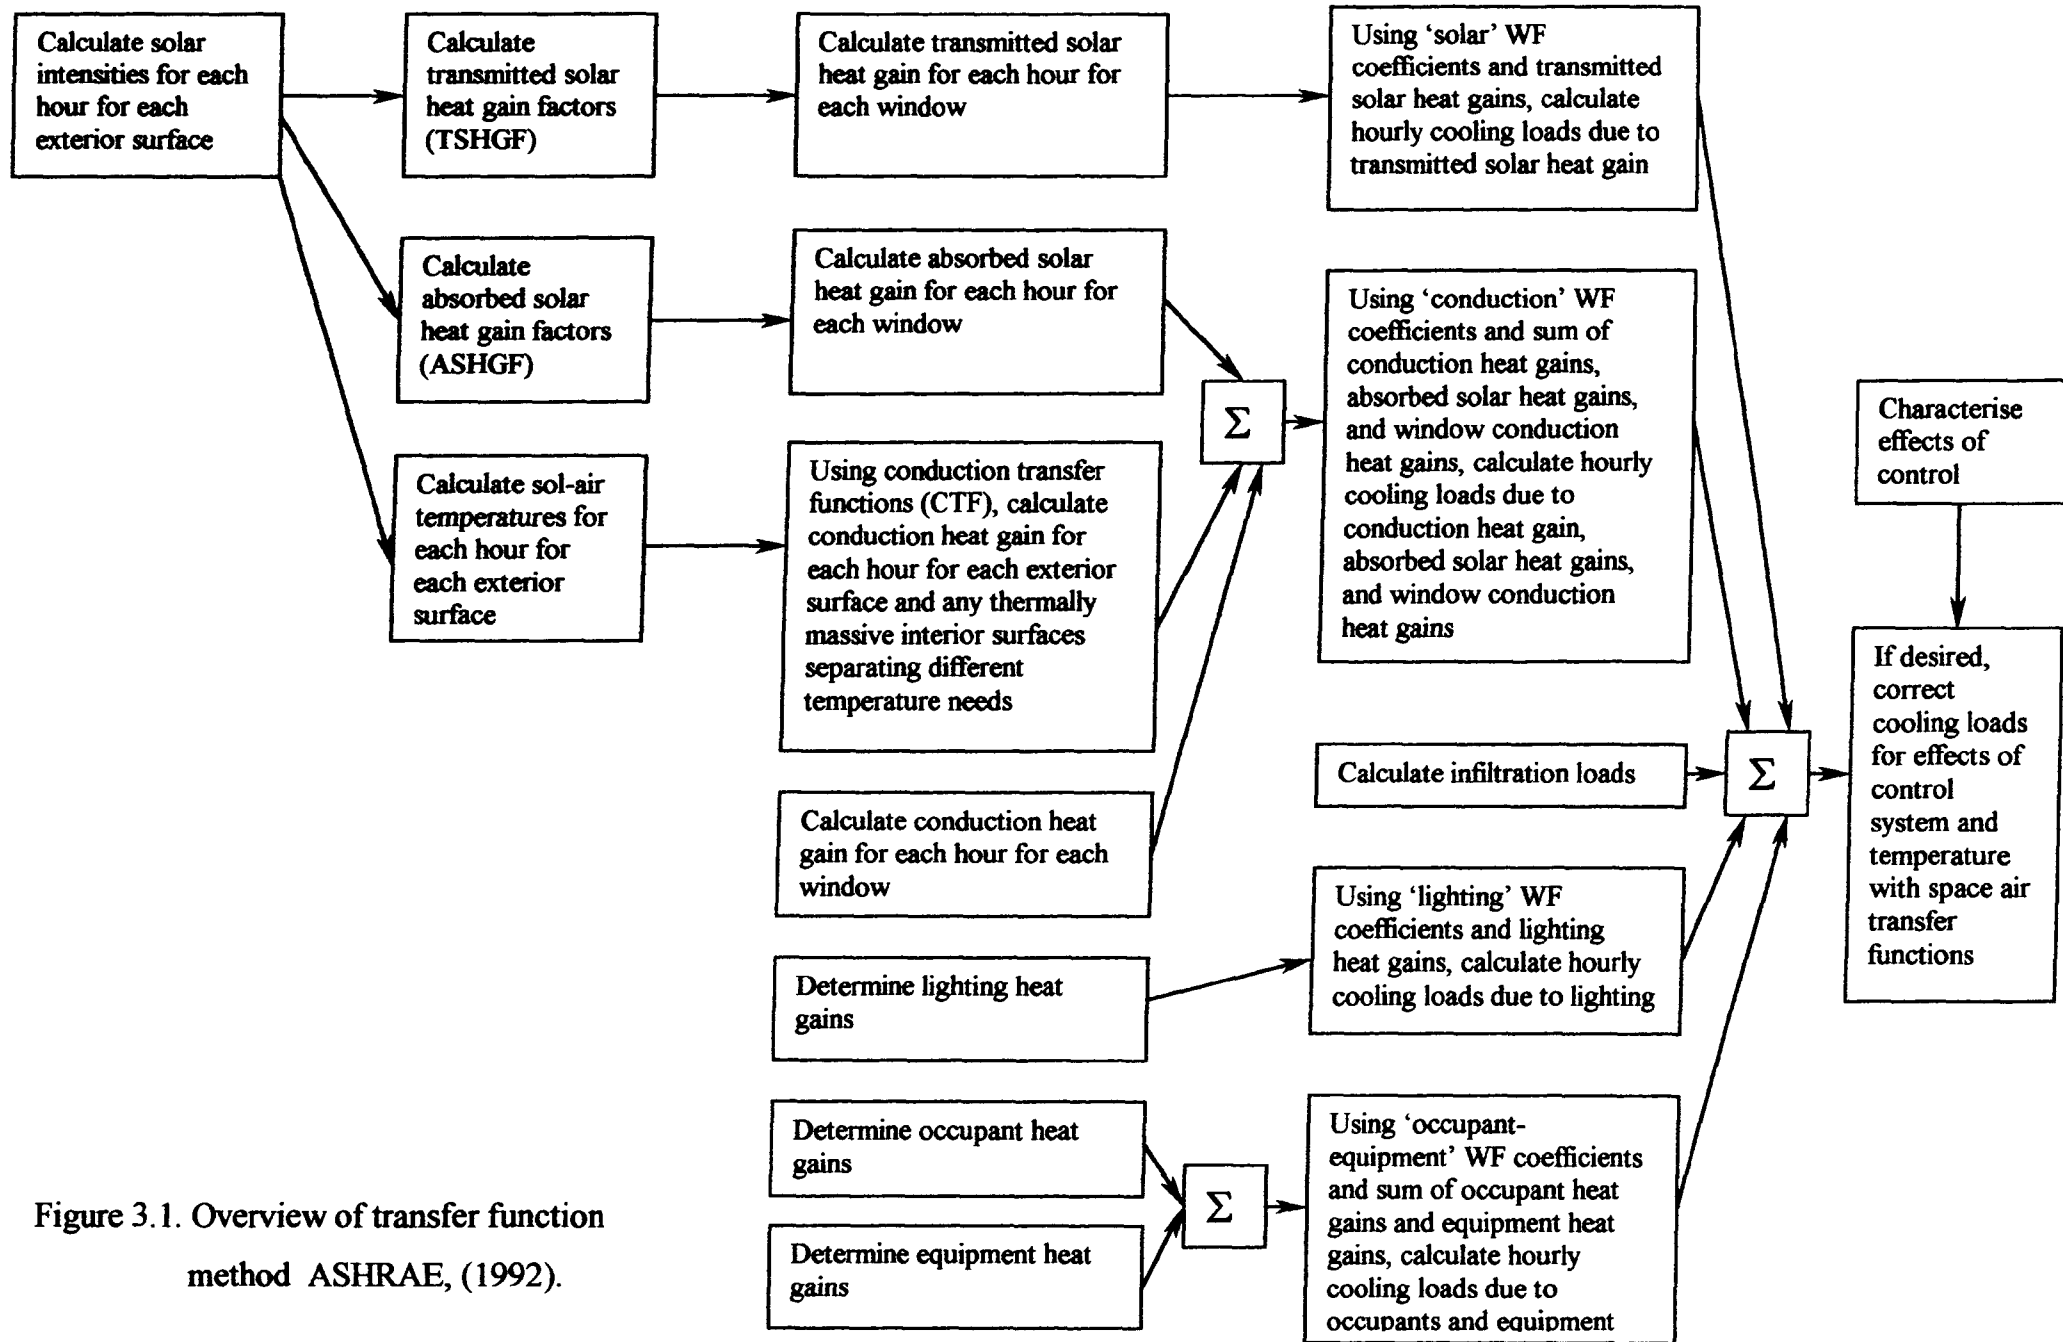 Calculate solar
intensities for each
hour for each
exterior surface
Calculate
transmitted solar
heat gain factors
(TSHGF)
Calculate transmitted solar
heat gain for each hour for
each window
Using ‘solar’ WF
coefficients and transmitted
solar heat gains, calculate
hourly cooling loads due to
transmitted solar heat gain
Calculate
absorbed solar
heat gain factors
(ASHGF)
Calculate absorbed solar
heat gain for each hour for
each window
Σ
Using ‘conduction’ WF
coefficients and sum of
conduction heat gains,
absorbed solar heat gains,
and window conduction
heat gains, calculate hourly
cooling loads due to
conduction heat gain,
absorbed solar heat gains,
and window conduction
heat gains
Characterise
effects of
control
Calculate sol-air
temperatures for
each hour for
each exterior
surface
Using conduction transfer
functions (CTF), calculate
conduction heat gain for
each hour for each exterior
surface and any thermally
massive interior surfaces
separating different
temperature needs
Calculate infiltration loads
Σ
If desired,
correct
cooling loads
for effects of
control
system and
temperature
with space air
transfer
functions
Calculate conduction heat
gain for each hour for each
window
Using ‘lighting’ WF
coefficients and lighting
heat gains, calculate hourly
cooling loads due to lighting
Determine lighting heat
gains
Determine occupant heat
gains
Σ
Using ‘occupant-
equipment’ WF coefficients
and sum of occupant heat
gains and equipment heat
gains, calculate hourly
cooling loads due to
occupants and equipment
Determine equipment heat
gains
Figure 3.1. Overview of transfer function
method ASHRAE, (1992).